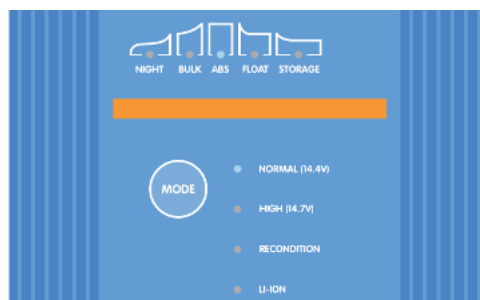 NIGHT BULK ABS FLOAT STORAGE
MODE
NORMAL (14.4V)
HIGH (14.7V)
RECONDITION
LI-ION